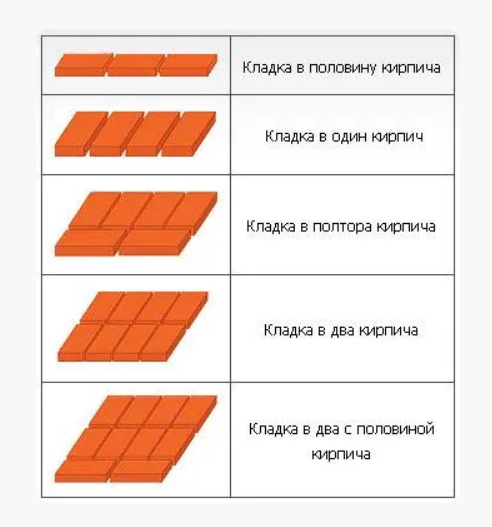 Кладка в половину кирпича
Кладка в один кирпич
Кладка в полтора кирпича
Кладка в два кирпича
Кладка в два с половиной
кирпича